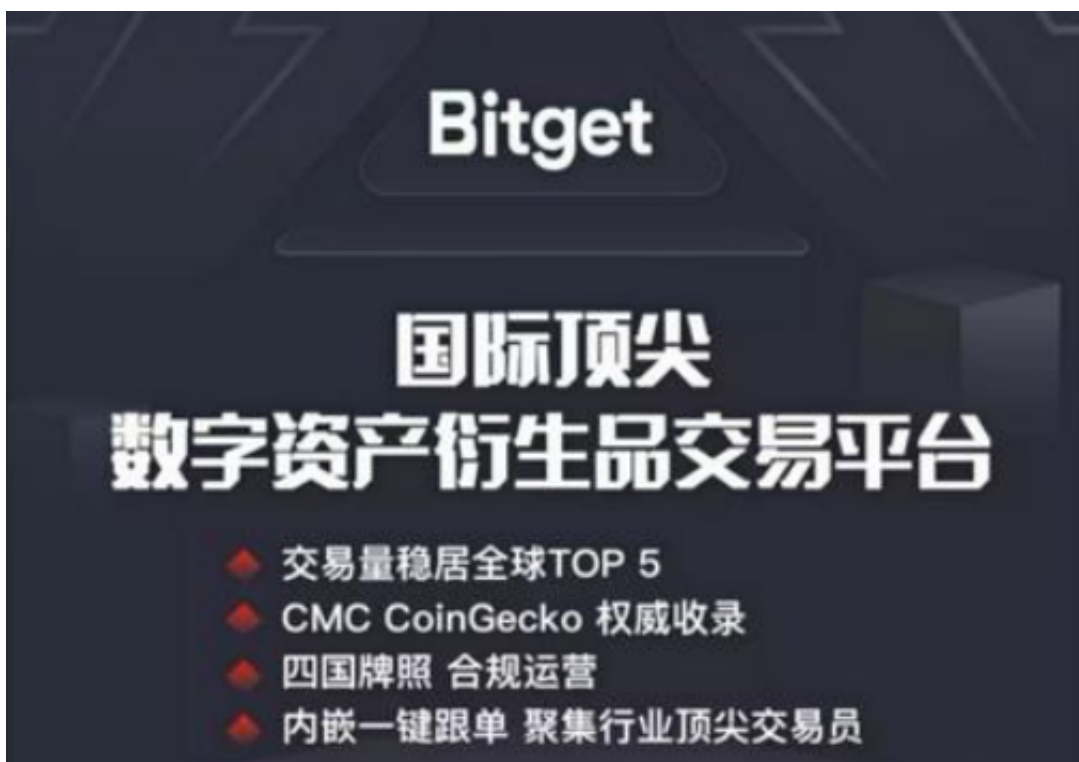 Bitget
国际顶尖
数字资产衍生品交易平台
交易量稳居全球TOP 5
CMC CoinGecko 权威收录
四国牌照 合规运营
内嵌一键跟单 聚集行业顶尖交易员